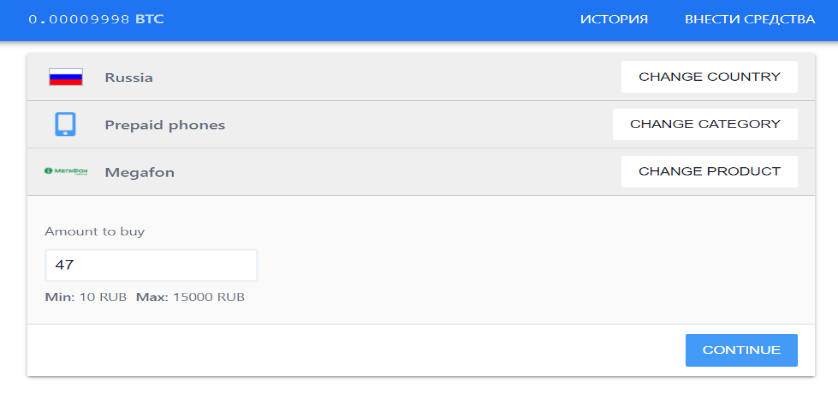 0.00009998 BTC ИСТОРИЯ ВНЕСТИ СРЕДСТВА
Russia CHANGE COUNTRY
Prepaid phones CHANGE CATEGORY
МЕГАФОН Megafon CHANGE PRODUCT
Amount to buy
47
Min: 10 RUB Max: 15000 RUB
CONTINUE